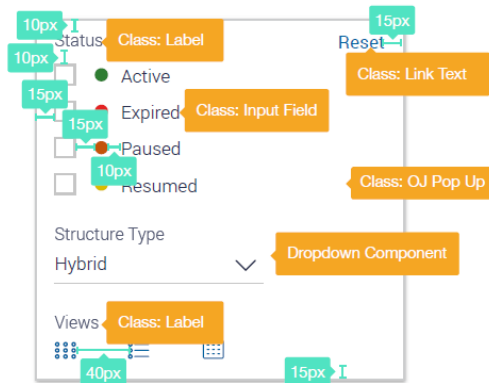 10px
15px
Status
Class: Label
Reset
10px
Class: Link Text
Active
15px
Expired
Class: Input Field
15px
Paused
10px
Resumed
Class: OJ Pop Up
Structure Type
Hybrid
Dropdown Component
Views
Class: Label
40px
15px